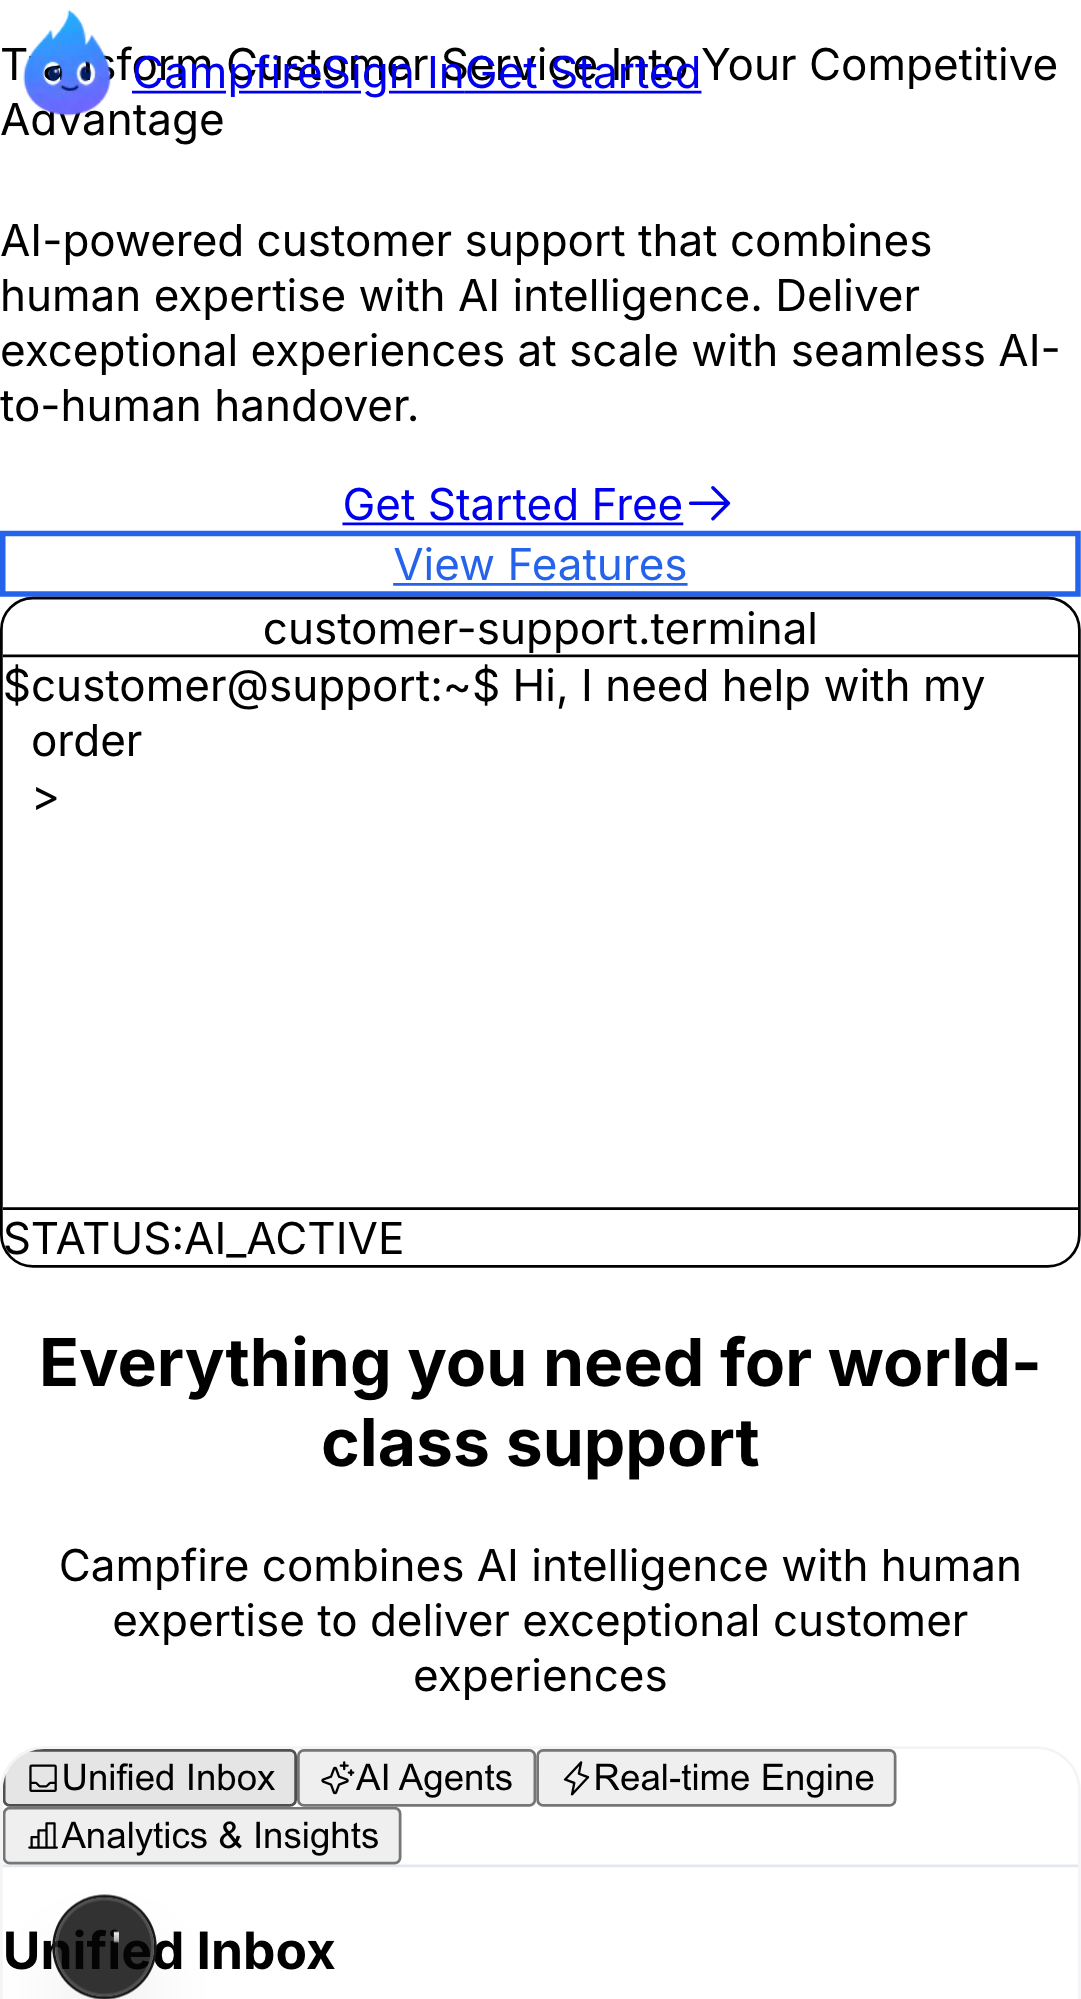 Transform Customer Service Into Your Competitive
Advantage
Campfire Sign In Get Started
AI-powered customer support that combines
human expertise with AI intelligence. Deliver
exceptional experiences at scale with seamless AI-
to-human handover.
Get Started Free
View Features
customer-support.terminal
$customer@support:~$ Hi, I need help with my
order
>
STATUS:AI_ACTIVE
Everything you need for world-
class support
Campfire combines AI intelligence with human
expertise to deliver exceptional customer
experiences
Unified Inbox AI Agents Real-time Engine
Analytics & Insights
Unified Inbox